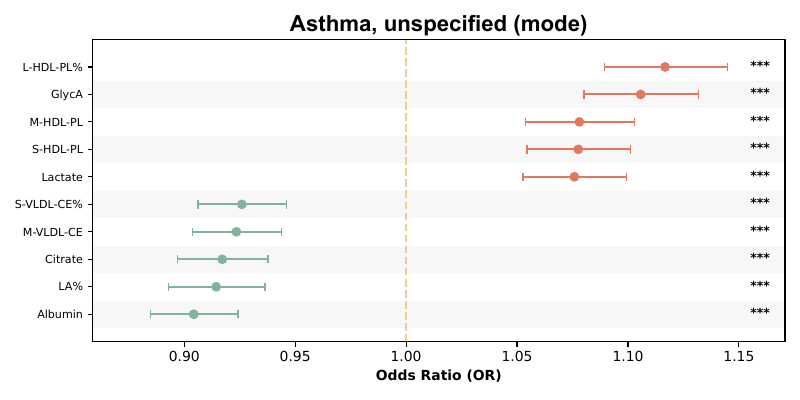 Asthma, unspecified (mode)
L-HDL-PL% ***
GlycA ***
M-HDL-PL ***
S-HDL-PL ***
Lactate ***
S-VLDL-CE% ***
M-VLDL-CE ***
Citrate ***
LA% ***
Albumin ***
0.90 0.95 1.00 1.05 1.10 1.15
Odds Ratio (OR)